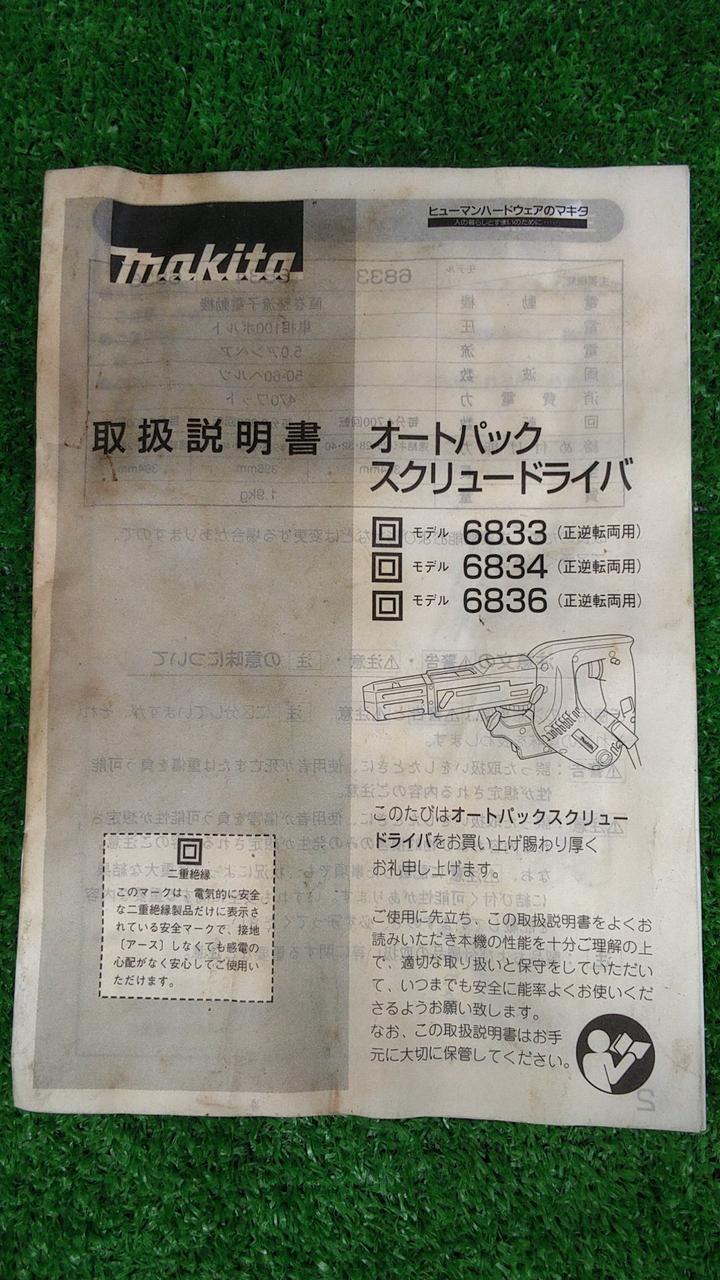 makita
ヒューマンハードウェアのマキタ
人の暮らしとすまいのために……
取扱説明書
オートパック
スクリュードライバ
モデル 6833（正逆転両用）
モデル 6834（正逆転両用）
モデル 6836（正逆転両用）
このたびはオートパックスクリュー
ドライバをお買い上げ賜わり厚く
お礼申し上げます。
ご使用に先立ち、この取扱説明書をよくお
読みいただき本機の性能を十分ご理解の上
で、適切な取り扱いと保守をしていただい
て、いつまでも安全に能率よくお使いくだ
さるようお願い致します。
なお、この取扱説明書はお手
元に大切に保管してください。
二重絶縁
このマークは、電気的に安全
な二重絶縁製品だけに表示さ
れている安全マークで、接地
〔アース〕しなくても感電の
心配がなく安心してご使用い
ただけます。